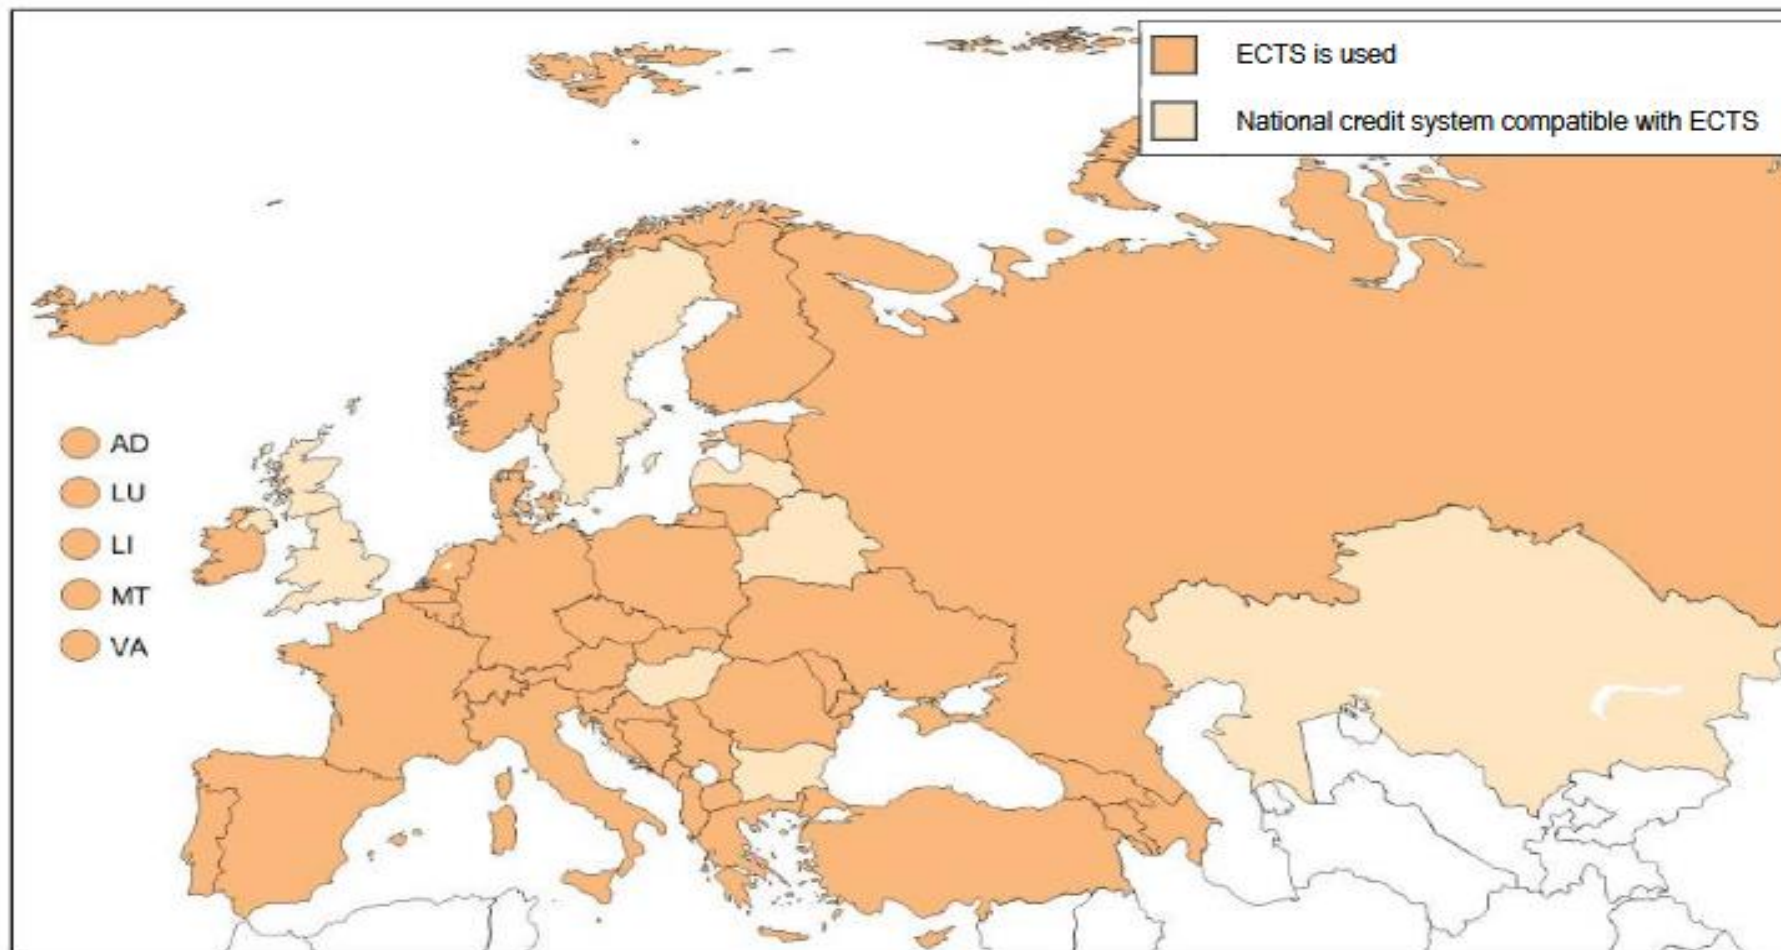 ECTS is used
National credit system compatible with ECTS
AD
LU
LI
MT
VA